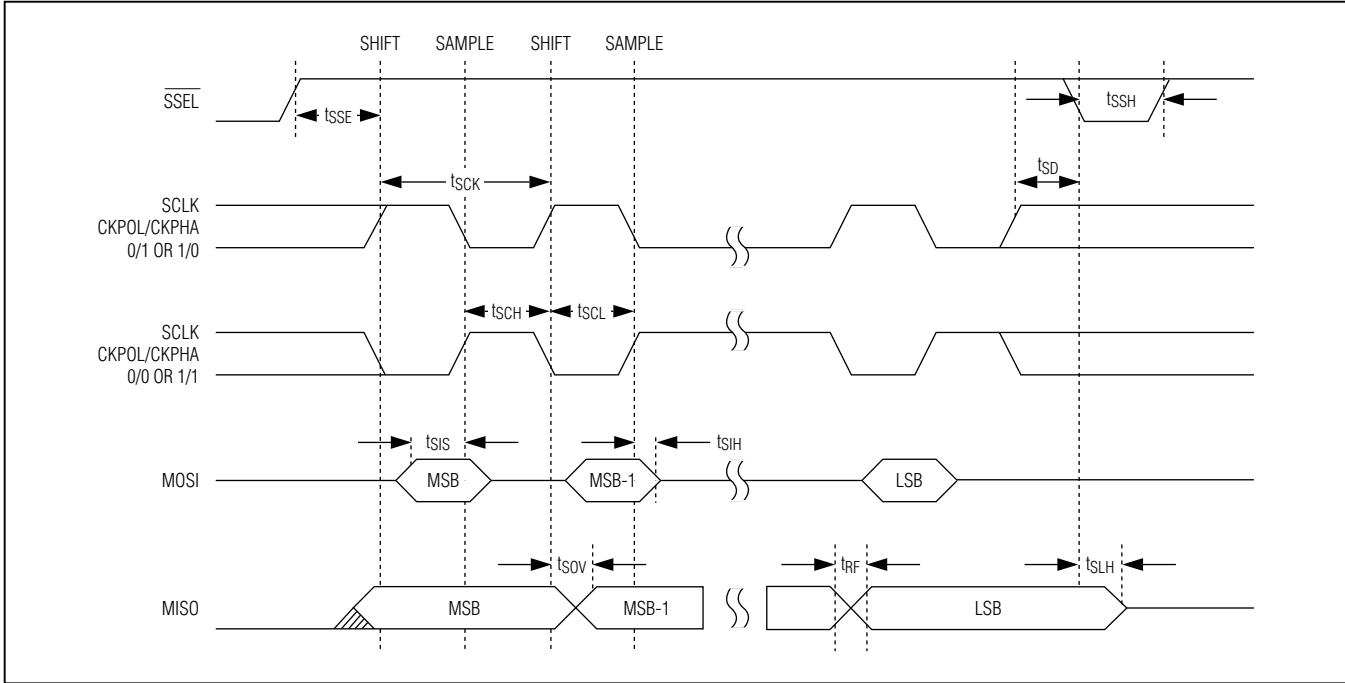 SHIFT SAMPLE SHIFT SAMPLE
SSEL
tSSE
tSSH
tSD
tSCK
SCLK
CKPOL/CKPHA
0/1 OR 1/0
tSCH tSCL
SCLK
CKPOL/CKPHA
0/0 OR 1/1
tSIS
tSIH
MOSI
MSB MSB-1 LSB
tSOV
tRF
tSLH
MISO
MSB MSB-1 LSB